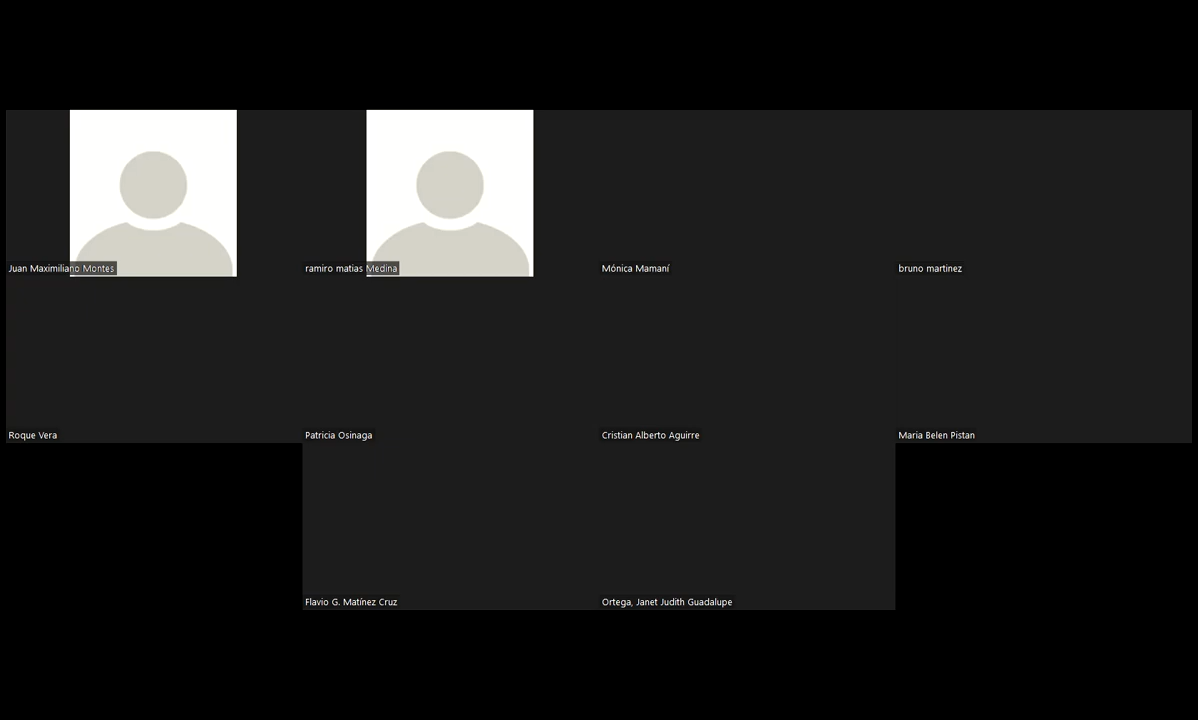 Juan Maximiliano Montes
ramiro matias Medina
Mónica Mamaní
bruno martinez
Roque Vera
Patricia Osinaga
Cristian Alberto Aguirre
Maria Belen Pistan
Flavio G. Matínez Cruz
Ortega, Janet Judith Guadalupe